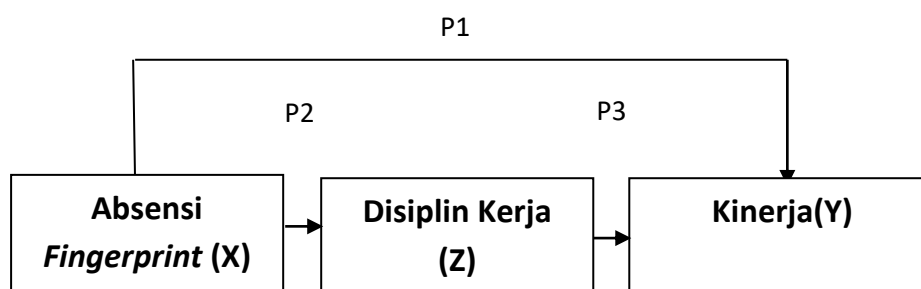 P1
P2
P3
Absensi
Fingerprint (X)
Disiplin Kerja
(Z)
Kinerja(Y)